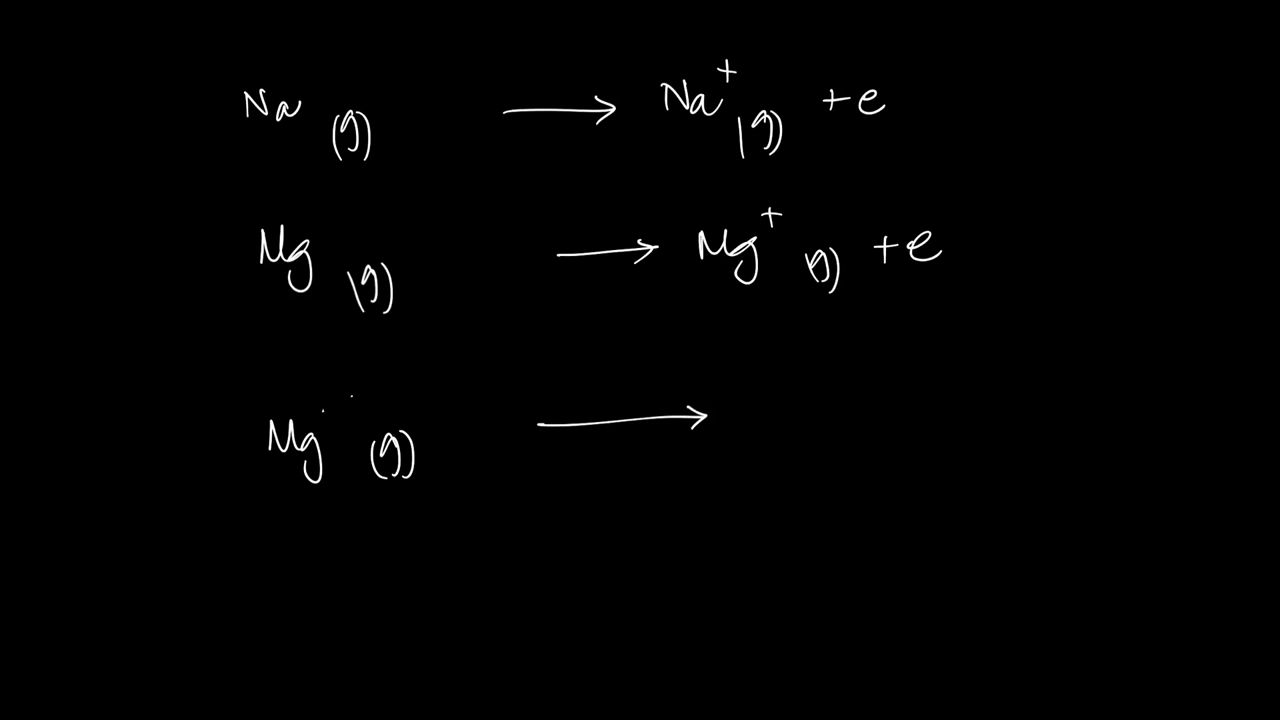 Na (g) → Na⁺ (g) + e
Mg (g) → Mg⁺ (g) + e
Mg (g) →